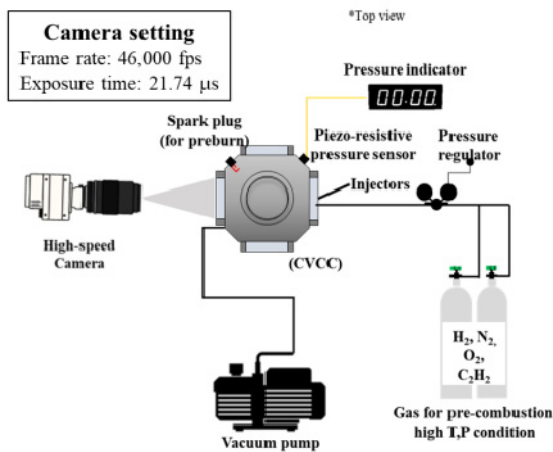 *Top view
Camera setting
Frame rate: 46,000 fps
Exposure time: 21.74 μs
Pressure indicator
00.00.
Spark plug
(for preburn)
Piezo-resistive
pressure sensor
Pressure
regulator
Injectors
High-speed
Camera
(CVCC)
H₂, N₂,
O₂,
C₂H₂
Gas for pre-combustion
high T,P condition
Vacuum pump